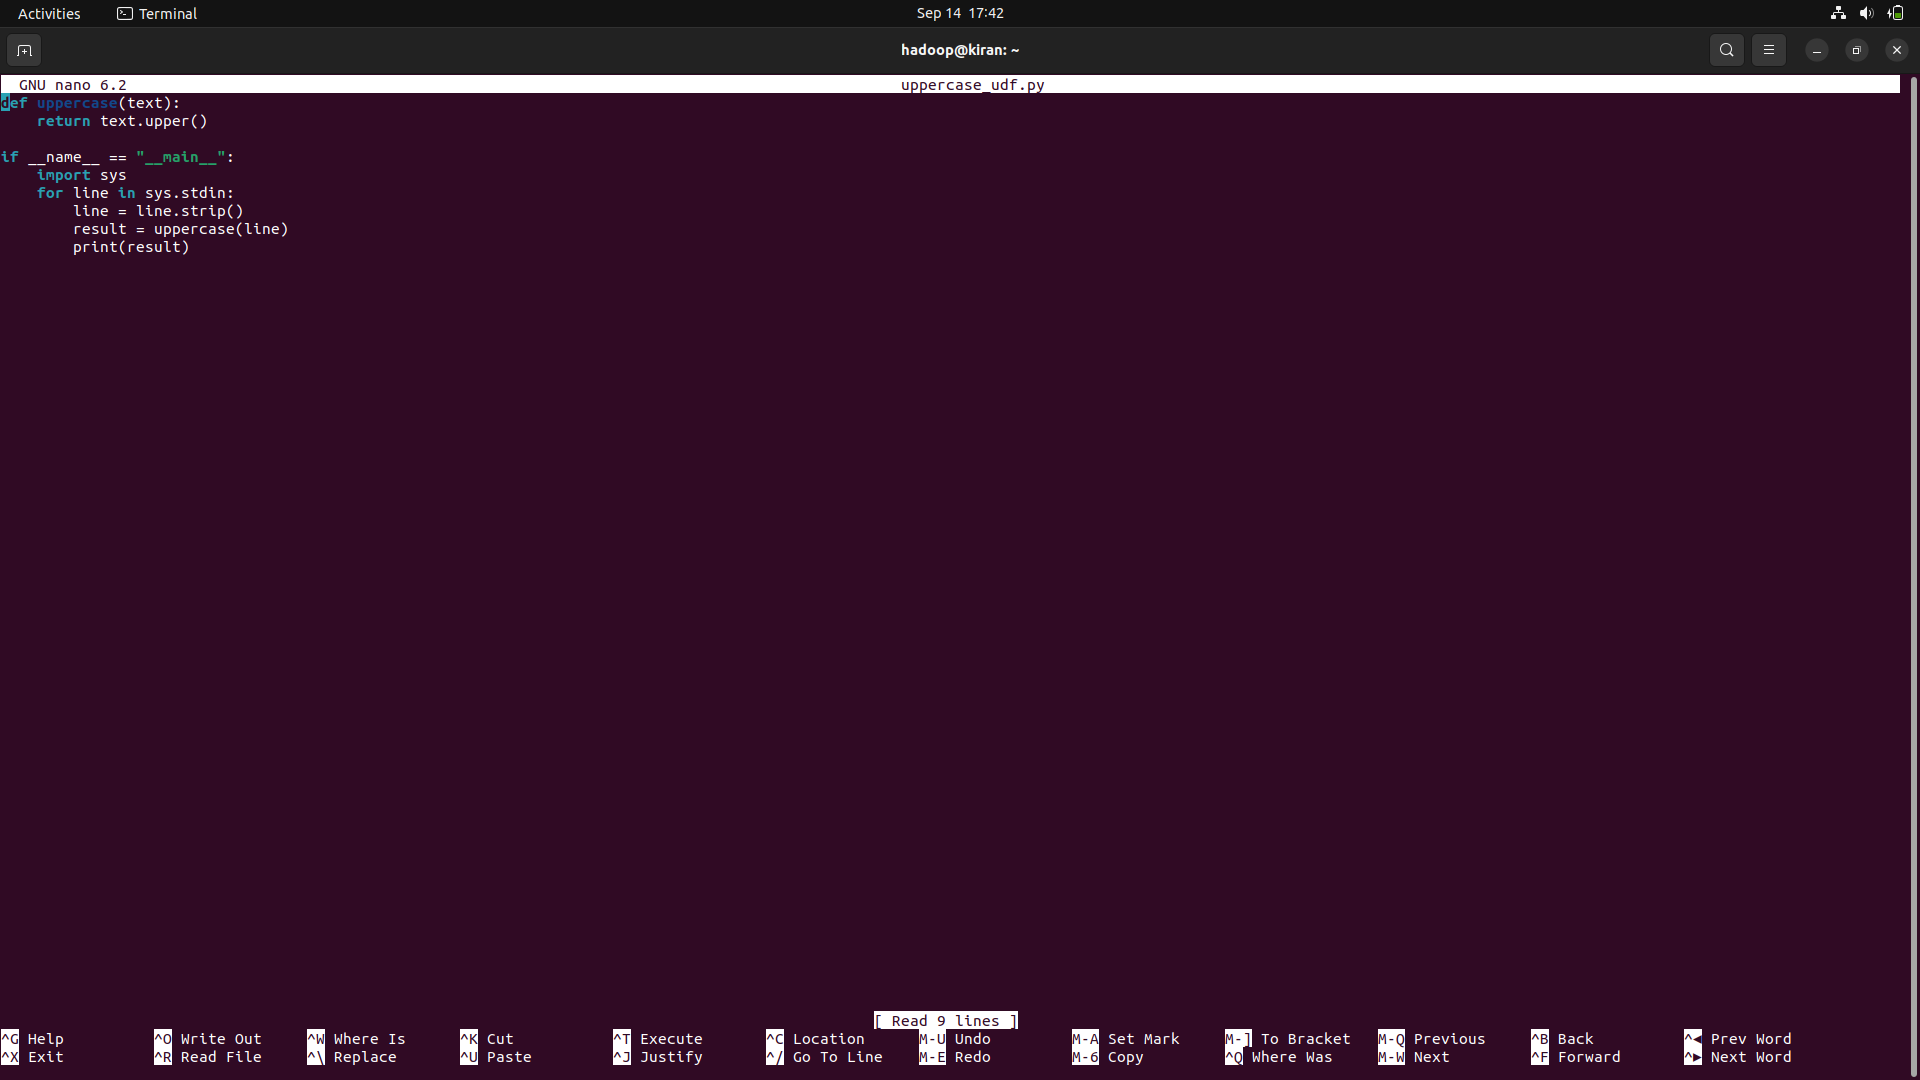 Activities Terminal Sep 14 17:42
hadoop@kiran: ~
GNU nano 6.2 uppercase_udf.py
def uppercase(text):
    return text.upper()

if __name__ == "__main__":
    import sys
    for line in sys.stdin:
        line = line.strip()
        result = uppercase(line)
        print(result)
[ Read 9 lines ]
^G Help ^O Write Out ^W Where Is ^K Cut ^T Execute ^C Location M-U Undo M-A Set Mark M-] To Bracket M-Q Previous ^B Back ^◄ Prev Word
^X Exit ^R Read File ^\ Replace ^U Paste ^J Justify ^/ Go To Line M-E Redo M-6 Copy ^Q Where Was M-W Next ^F Forward ^► Next Word